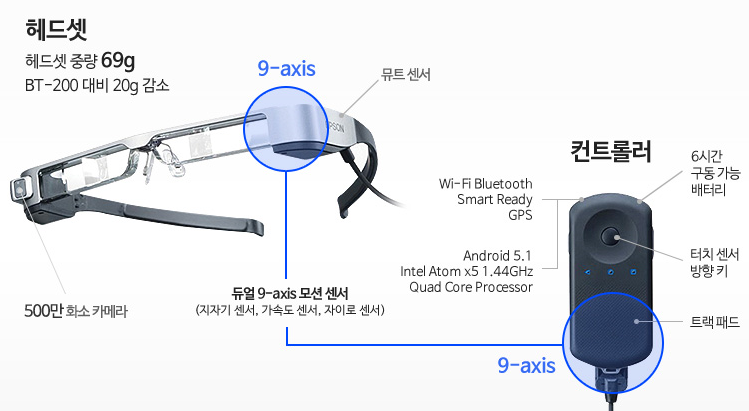 헤드셋
헤드셋 중량 69g
BT-200 대비 20g 감소
9-axis
뮤트 센서
EPSON
500만 화소 카메라
듀얼 9-axis 모션 센서
(지자기 센서, 가속도 센서, 자이로 센서)
컨트롤러
Wi-Fi Bluetooth
Smart Ready
GPS
6시간
구동 가능
배터리
Android 5.1
Intel Atom x5 1.44GHz
Quad Core Processor
터치 센서
방향 키
트랙 패드
9-axis